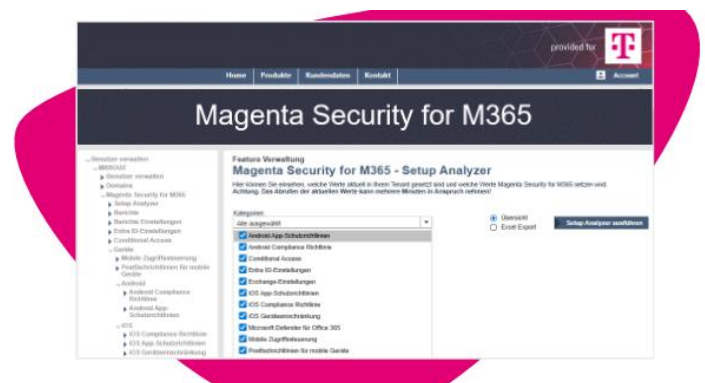 provided for
T
Home Produkte Kundendaten Kontakt
Account
Magenta Security for M365
Benutzer verwalten
Benutzer verwalten
Domains
Magenta Security for M365
Setup Analyzer
Berichte
Berichte Einstellungen
Entra ID-Einstellungen
Conditional Access
Geräte
Mobile Zugriffssteuerung
Postfachrichtlinien für mobile
Geräte
Android
Android Compliance
Richtlinie
Android App-
Schutzrichtlinien
iOS
iOS Compliance Richtlinie
iOS App-Schutzrichtlinien
iOS Geräteeinschränkung
Feature Verwaltung
Magenta Security for M365 - Setup Analyzer
Hier können Sie einsehen, welche Werte aktuell in Ihrem Tenant gesetzt sind und welche Werte Magenta Security for M365 setzen wird.
Achtung. Das Abrufen der aktuellen Werte kann mehrere Minuten in Anspruch nehmen!
Kategorien
Alle ausgewählt
Android App-Schutzrichtlinien
Android Compliance Richtlinie
Conditional Access
Entra ID-Einstellungen
Exchange-Einstellungen
iOS App-Schutzrichtlinien
iOS Compliance Richtlinie
iOS Geräteeinschränkung
Microsoft Defender für Office 365
Mobile Zugriffssteuerung
Postfachrichtlinien für mobile Geräte
Übersicht
Excel Export
Setup Analyzer ausführen